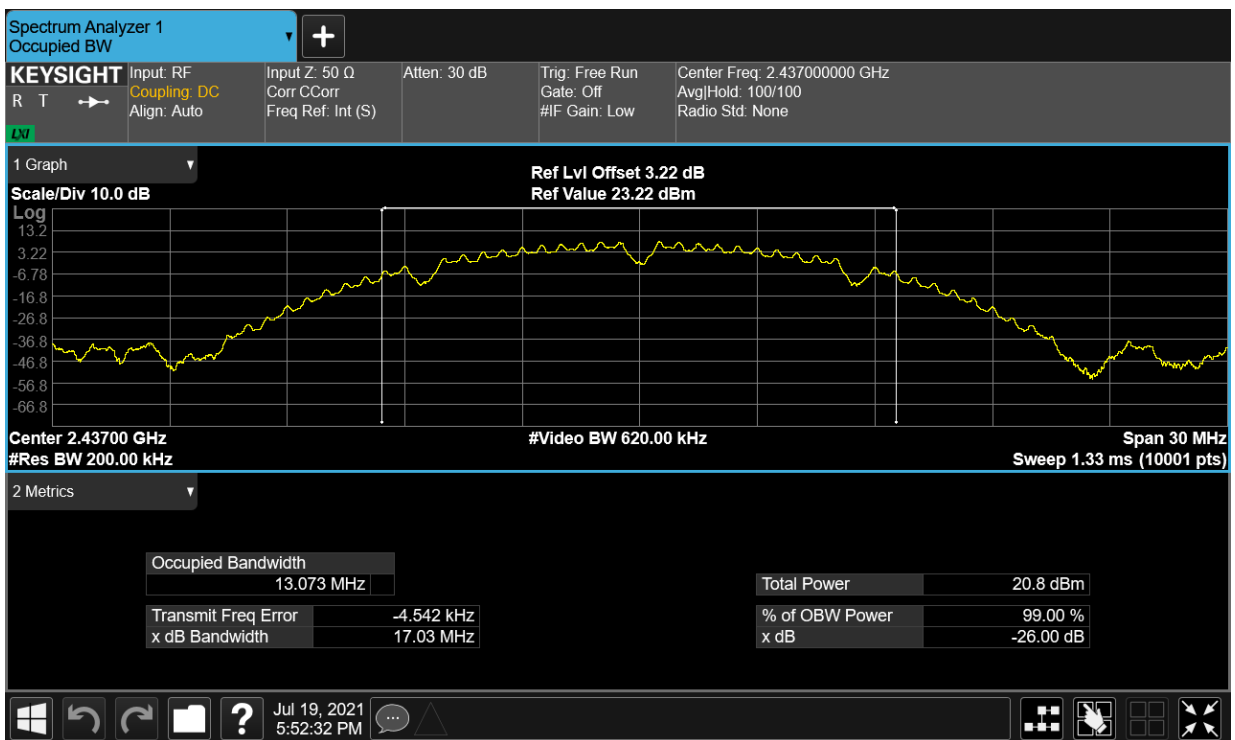 Spectrum Analyzer 1
Occupied BW
KEYSIGHT
R T
LXI
Input: RF
Coupling: DC
Align: Auto
Input Z: 50 Ω
Corr CCorr
Freq Ref: Int (S)
Atten: 30 dB
Trig: Free Run
Gate: Off
#IF Gain: Low
Center Freq: 2.437000000 GHz
Avg|Hold: 100/100
Radio Std: None
1 Graph
Scale/Div 10.0 dB
Ref Lvl Offset 3.22 dB
Ref Value 23.22 dBm
Log
13.2
3.22
-6.78
-16.8
-26.8
-36.8
-46.8
-56.8
-66.8
Center 2.43700 GHz
#Res BW 200.00 kHz
#Video BW 620.00 kHz
Span 30 MHz
Sweep 1.33 ms (10001 pts)
2 Metrics
Occupied Bandwidth
13.073 MHz
Transmit Freq Error -4.542 kHz
x dB Bandwidth 17.03 MHz
Total Power 20.8 dBm
% of OBW Power 99.00 %
x dB -26.00 dB
?
Jul 19, 2021
5:52:32 PM